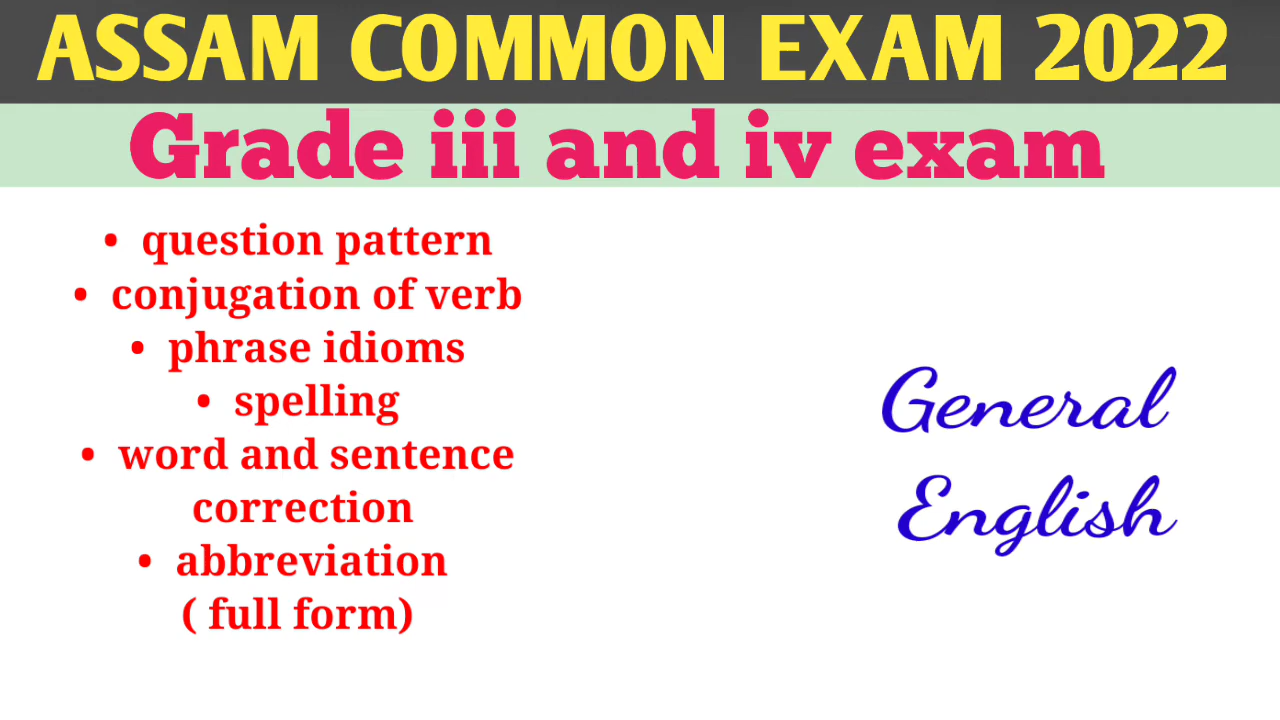 ASSAM COMMON EXAM 2022
Grade iii and iv exam
• question pattern
• conjugation of verb
• phrase idioms
• spelling
• word and sentence
correction
• abbreviation
( full form)
General
English